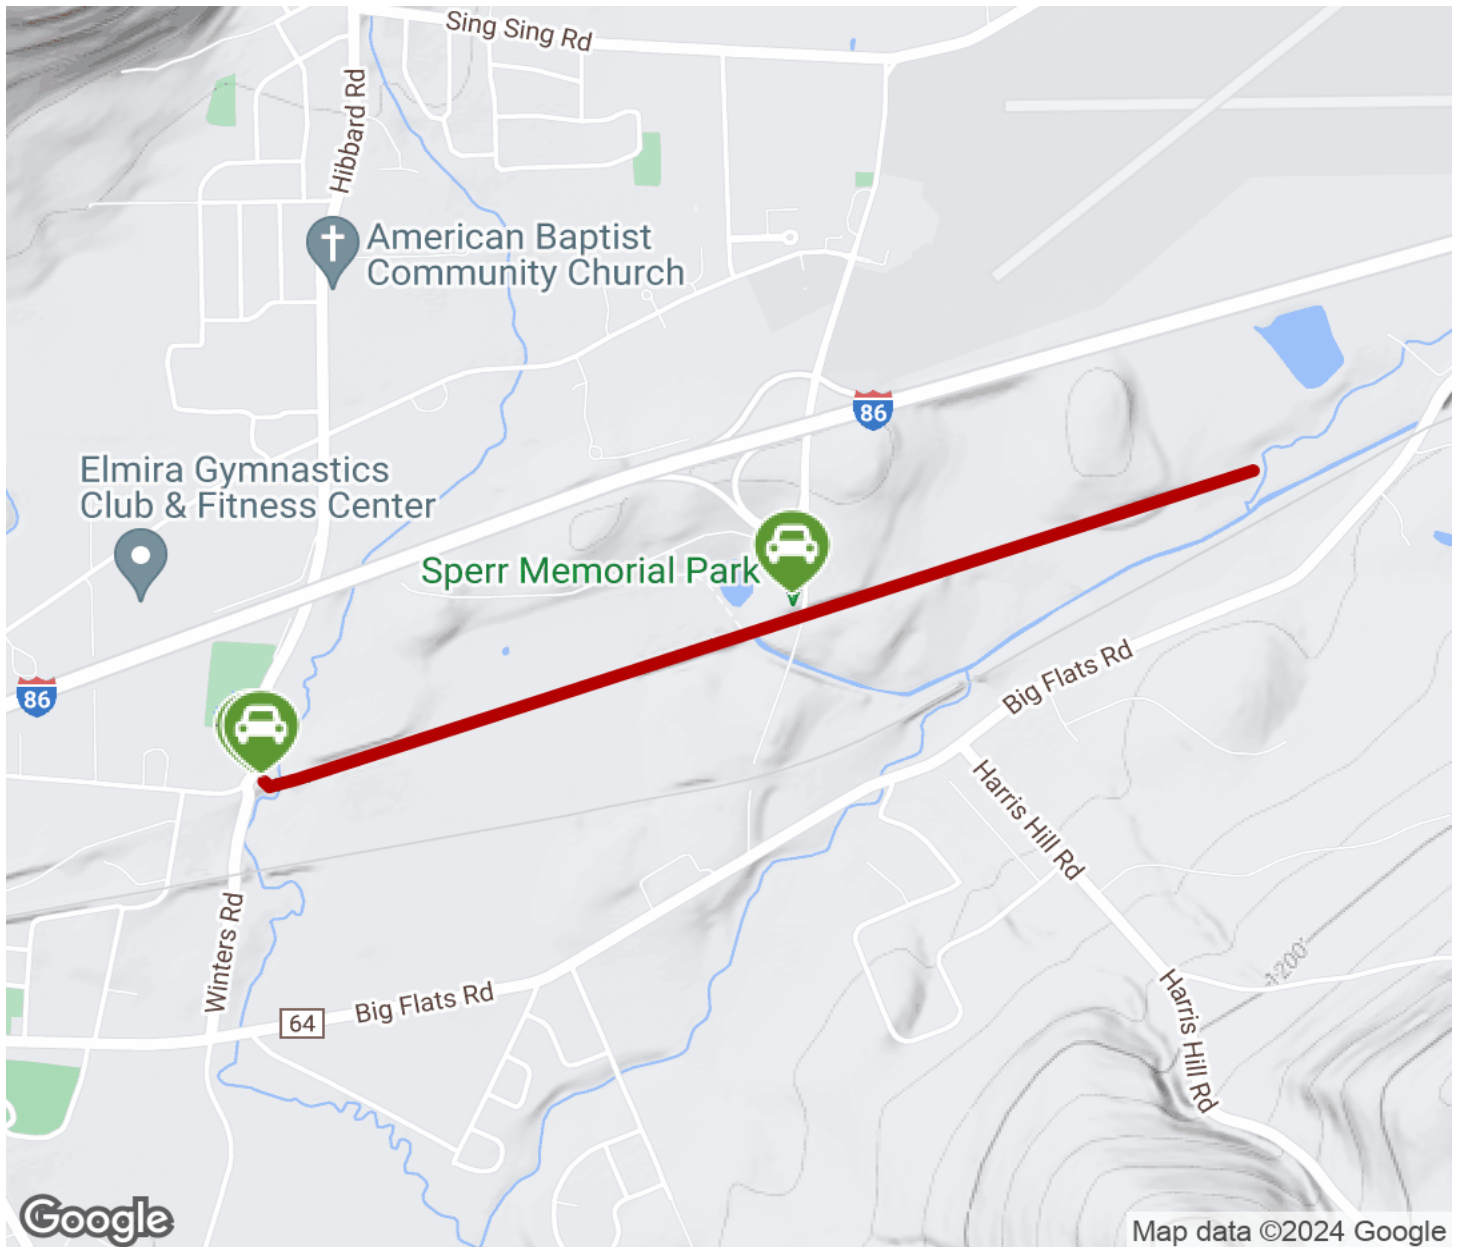 Sing Sing Rd
Hibbard Rd
American Baptist
Community Church
86
Elmira Gymnastics
Club & Fitness Center
Sperr Memorial Park
86
Big Flats Rd
Harris Hill Rd
Winters Rd
64
Big Flats Rd
1200'
Harris Hill Rd
Google
Map data ©2024 Google